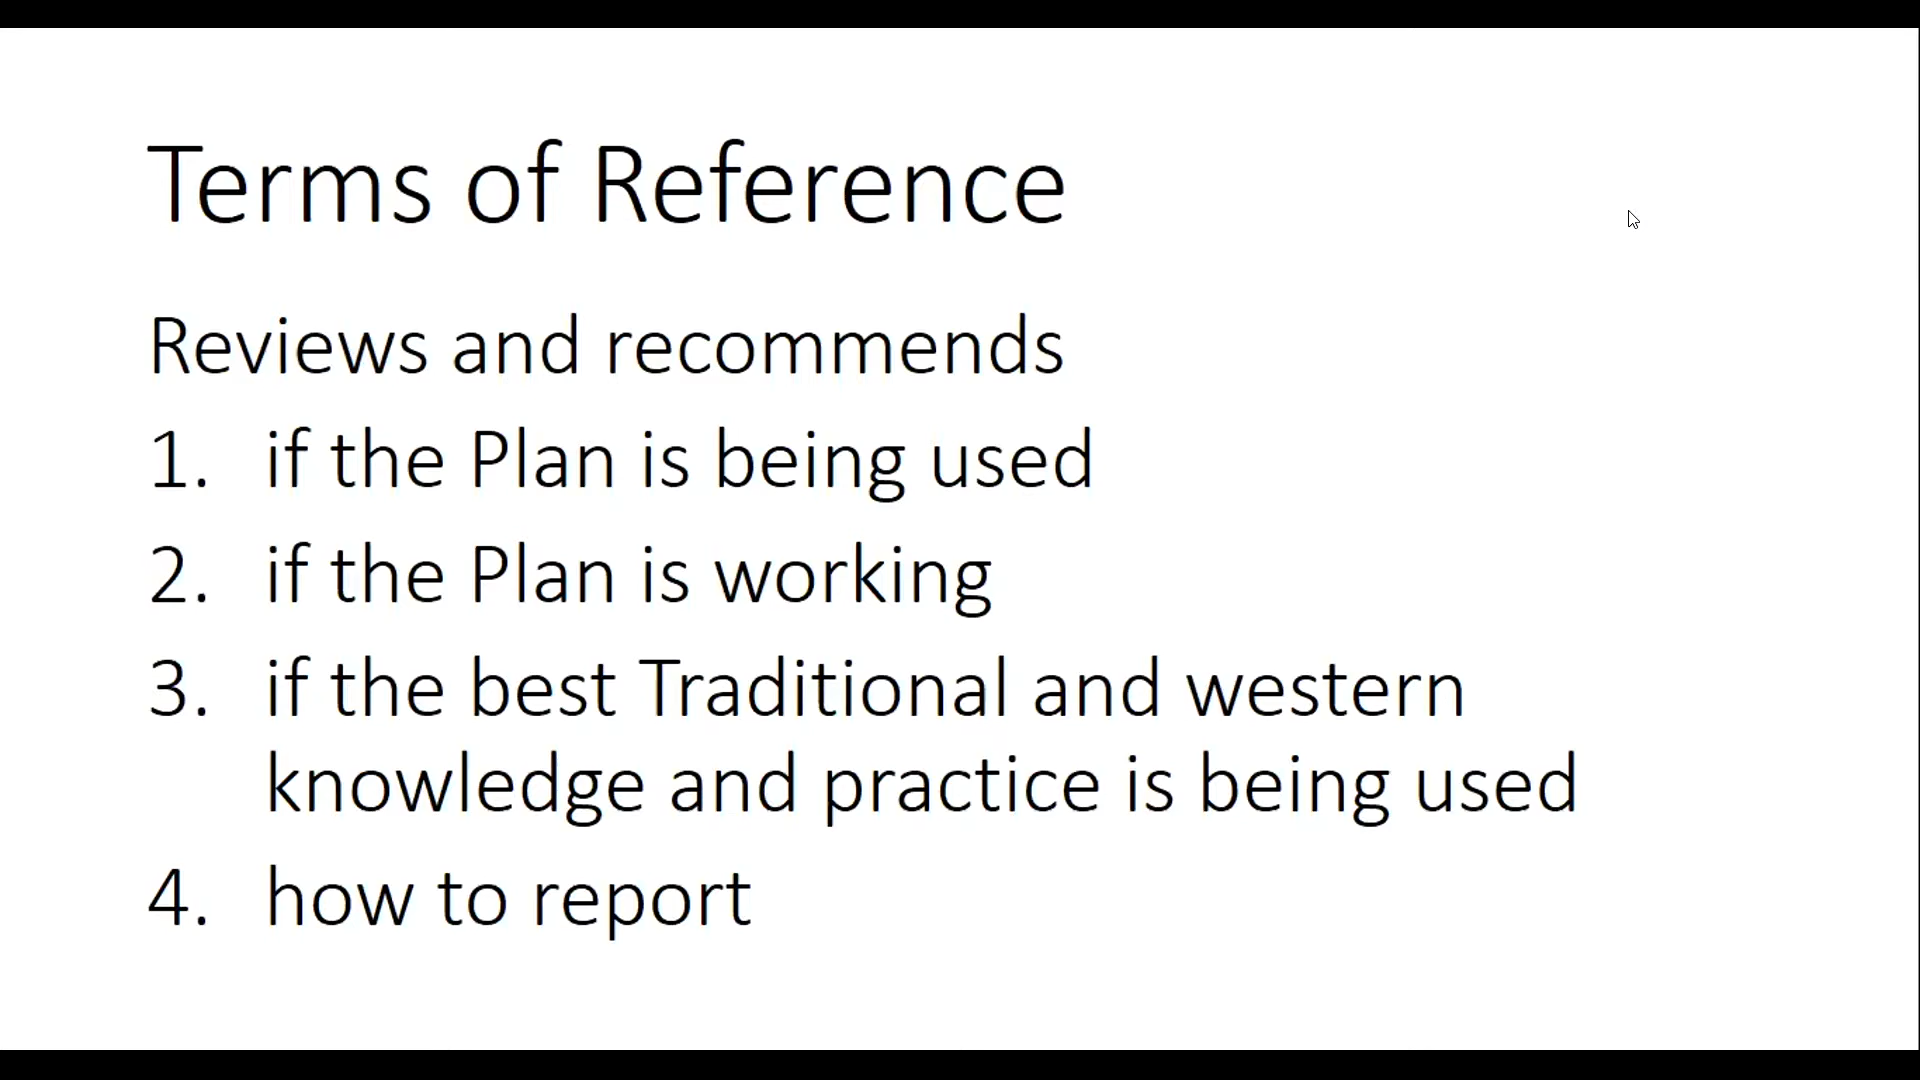 Terms of Reference
Reviews and recommends
1. if the Plan is being used
2. if the Plan is working
3. if the best Traditional and western
knowledge and practice is being used
4. how to report